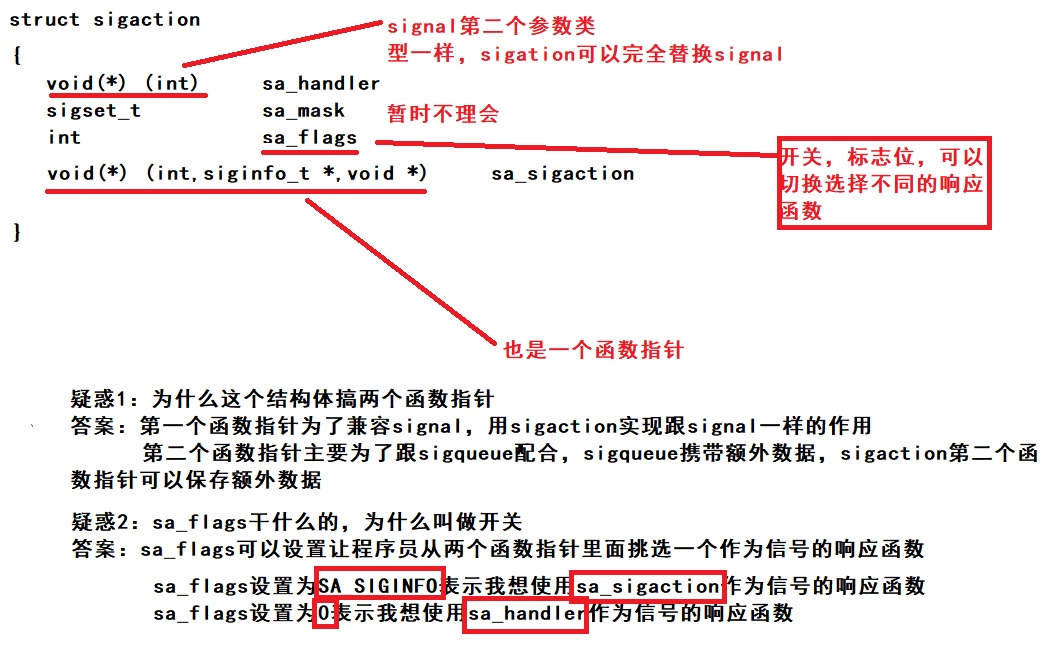 struct sigaction
signal第二个参数类
型一样，sigation可以完全替换signal
{
void(*) (int) sa_handler
sigset_t sa_mask 暂时不理会
int sa_flags
开关，标志位，可以
切换选择不同的响应
函数
void(*) (int,siginfo_t *,void *) sa_sigaction
}
也是一个函数指针
疑惑1：为什么这个结构体搞两个函数指针
答案：第一个函数指针为了兼容signal，用sigaction实现跟signal一样的作用
第二个函数指针主要为了跟sigqueue配合，sigqueue携带额外数据，sigaction第二个函
数指针可以保存额外数据
疑惑2：sa_flags干什么的，为什么叫做开关
答案：sa_flags可以设置让程序员从两个函数指针里面挑选一个作为信号的响应函数
sa_flags设置为SA_SIGINFO表示我想使用sa_sigaction作为信号的响应函数
sa_flags设置为0表示我想使用sa_handler作为信号的响应函数